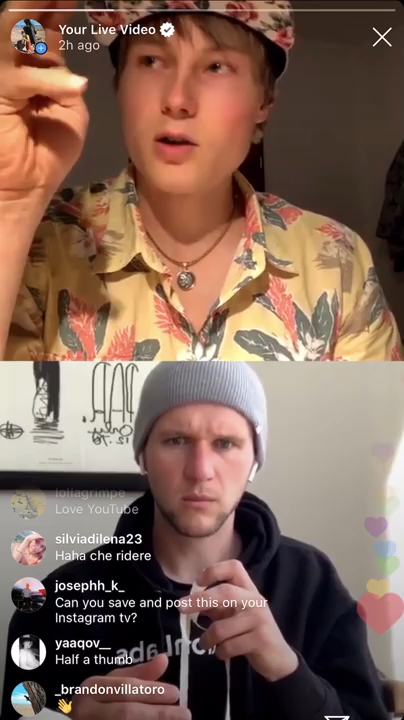 Your Live Video
2h ago
lollagrimpe
Love YouTube
silviadilena23
Haha che ridere
josephh_k_
Can you save and post this on your
Instagram tv?
yaaqov__
Half a thumb
_brandonvillatoro
👋